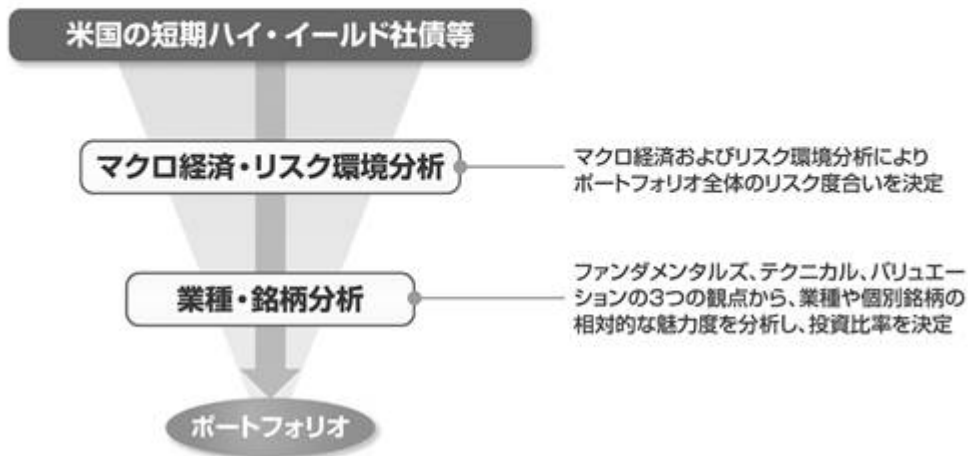 米国の短期ハイ・イールド社債等
マクロ経済・リスク環境分析
マクロ経済およびリスク環境分析により
ポートフォリオ全体のリスク度合いを決定
業種・銘柄分析
ファンダメンタルズ、テクニカル、バリュエー
ションの3つの観点から、業種や個別銘柄の
相対的な魅力度を分析し、投資比率を決定
ポートフォリオ